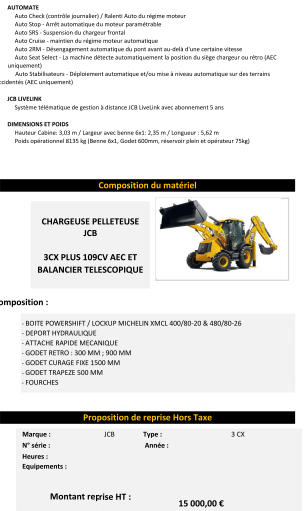 AUTOMATE
Auto Check (contrôle journalier) / Ralenti Auto du régime moteur
Auto Stop - Arrêt automatique du moteur paramétrable
Auto SRS - Suspension du chargeur frontal
Auto Cruise - maintien du régime moteur automatique
Auto 2RM - Désengagement automatique du pont avant au-delà d'une certaine vitesse
Auto Seat Select - La machine détecte automatiquement la position du siège chargeur ou rétro (AEC
uniquement)
Auto Stabilisateurs - Déploiement automatique et/ou mise à niveau automatique sur des terrains
ccidentés (AEC uniquement)
JCB LIVELINK
Système télématique de gestion à distance JCB LiveLink avec abonnement 5 ans
DIMENSIONS ET POIDS
Hauteur Cabine: 3,03 m / Largeur avec benne 6x1: 2,35 m / Longueur : 5,62 m
Poids opérationnel 8135 kg (Benne 6x1, Godet 600mm, réservoir plein et opérateur 75kg)
Composition du matériel
CHARGEUSE PELLETEUSE
JCB
3CX PLUS 109CV AEC ET
BALANCIER TELESCOPIQUE
omposition :
- BOITE POWERSHIFT / LOCKUP MICHELIN XMCL 400/80-20 & 480/80-26
- DEPORT HYDRAULIQUE
- ATTACHE RAPIDE MECANIQUE
- GODET RETRO : 300 MM ; 900 MM
- GODET CURAGE FIXE 1500 MM
- GODET TRAPEZE 500 MM
- FOURCHES
Proposition de reprise Hors Taxe
Marque : JCB Type : 3 CX
N° série : Année :
Heures :
Equipements :
Montant reprise HT :
15 000,00 €